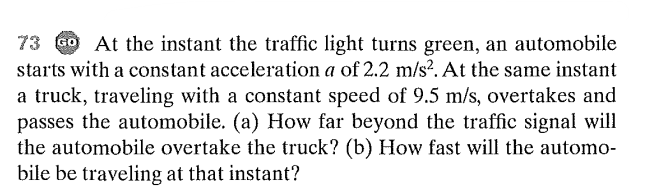 73 GO At the instant the traffic light turns green, an automobile
starts with a constant acceleration a of 2.2 m/s². At the same instant
a truck, traveling with a constant speed of 9.5 m/s, overtakes and
passes the automobile. (a) How far beyond the traffic signal will
the automobile overtake the truck? (b) How fast will the automo-
bile be traveling at that instant?